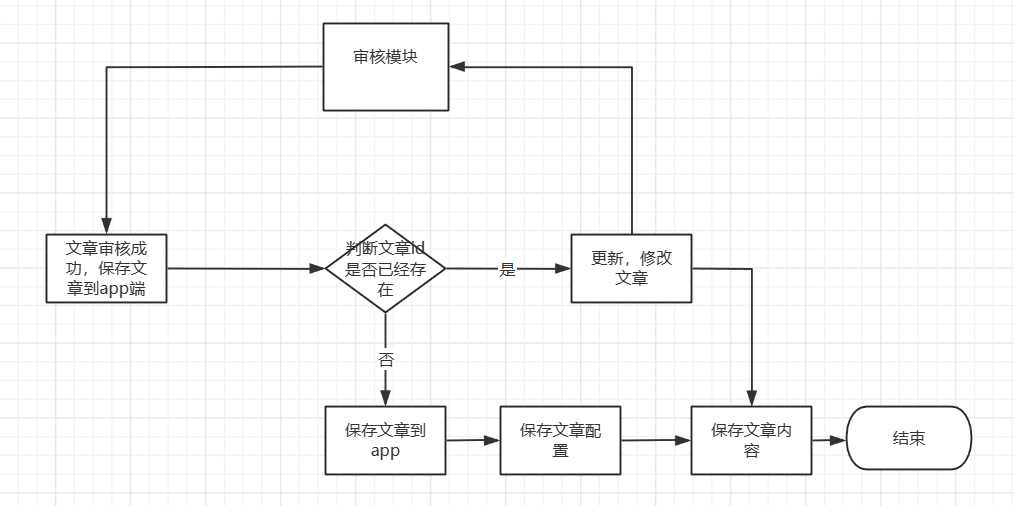 审核模块
文章审核成
功，保存文
章到app端
判断文章id
是否已经存
在
是
更新，修改
文章
否
保存文章到
app
保存文章配
置
保存文章内
容
结束